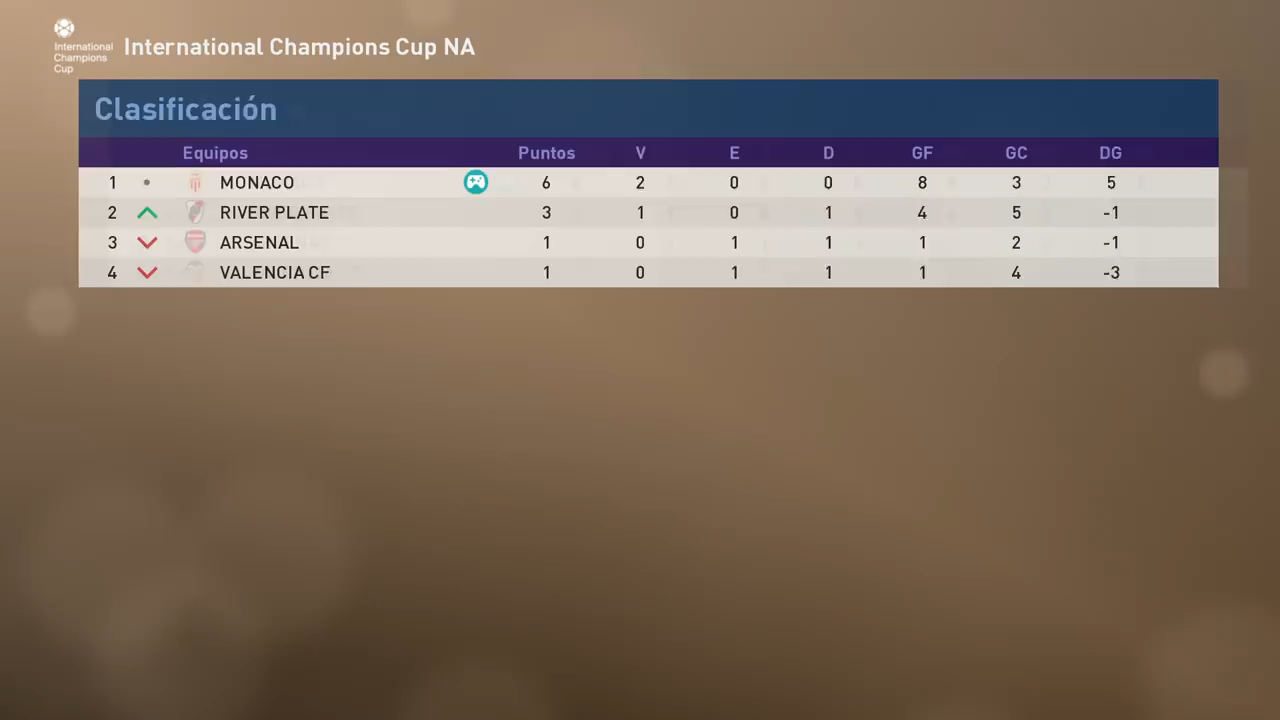 International
Champions
Cup
International Champions Cup NA
Clasificación
Equipos Puntos V E D GF GC DG
1 MONACO 6 2 0 0 8 3 5
2 RIVER PLATE 3 1 0 1 4 5 -1
3 ARSENAL 1 0 1 1 1 2 -1
4 VALENCIA CF 1 0 1 1 1 4 -3